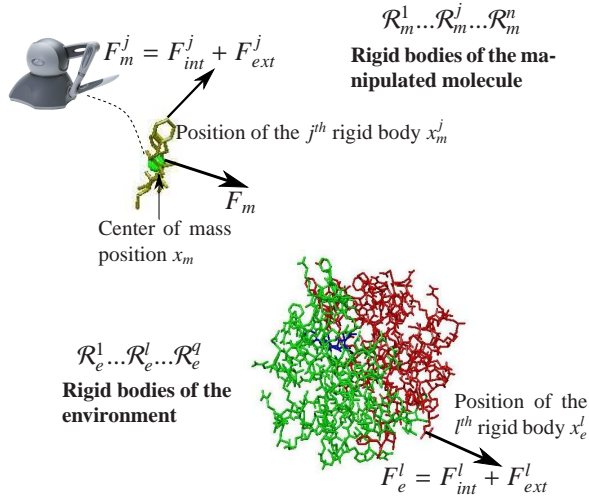 F_m^j = F_int^j + F_ext^j
ℛ_m^1...ℛ_m^j...ℛ_m^n
Rigid bodies of the ma-
nipulated molecule
Position of the j^th rigid body x_m^j
F_m
Center of mass
position x_m
ℛ_e^1...ℛ_e^l...ℛ_e^q
Rigid bodies of the
environment
Position of the
l^th rigid body x_e^l
F_e^l = F_int^l + F_ext^l